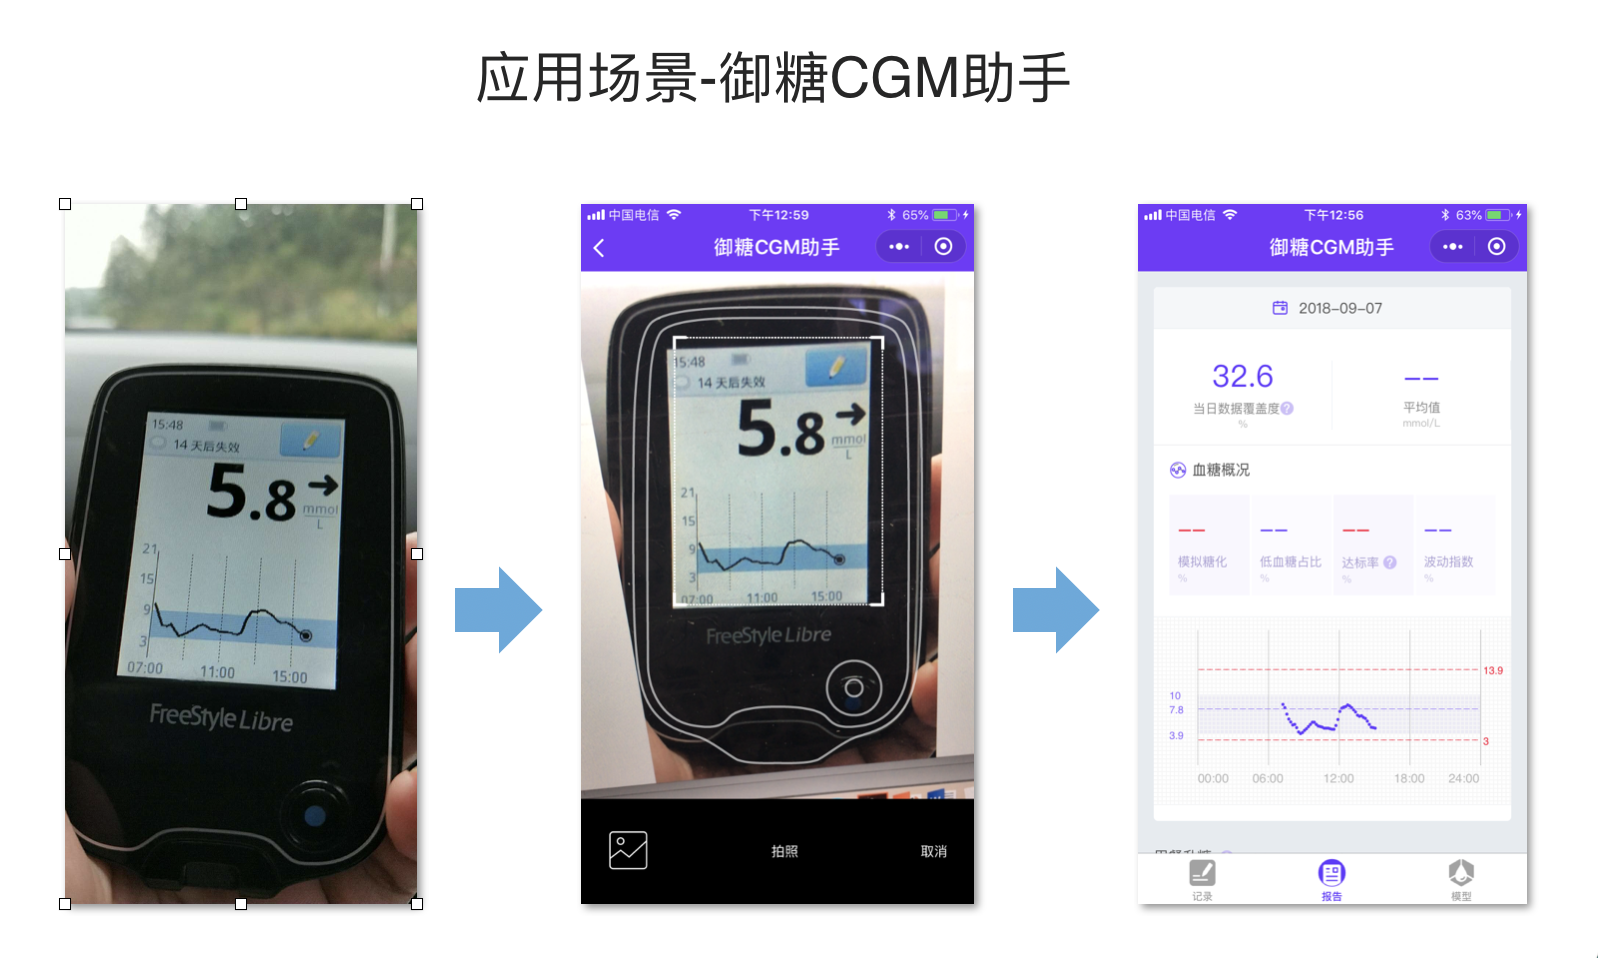 应用场景-御糖CGM助手
15:48
14 天后失效
5.8
mmol
L
21
15
9
3
07:00 11:00 15:00
FreeStyle Libre
中国电信 下午12:59 65%
御糖CGM助手
15:48
14 天后失效
5.8
mmol
L
21
15
9
3
07:00 11:00 15:00
FreeStyle Libre
拍照 取消
中国电信 下午12:56 63%
御糖CGM助手
2018-09-07
32.6 --
当日数据覆盖度? 平均值
% mmol/L
血糖概况
-- -- -- --
模拟糖化 低血糖占比 达标率? 波动指数
% % % %
13.9
10
7.8
3.9
3
00:00 06:00 12:00 18:00 24:00
记录 报告 模型